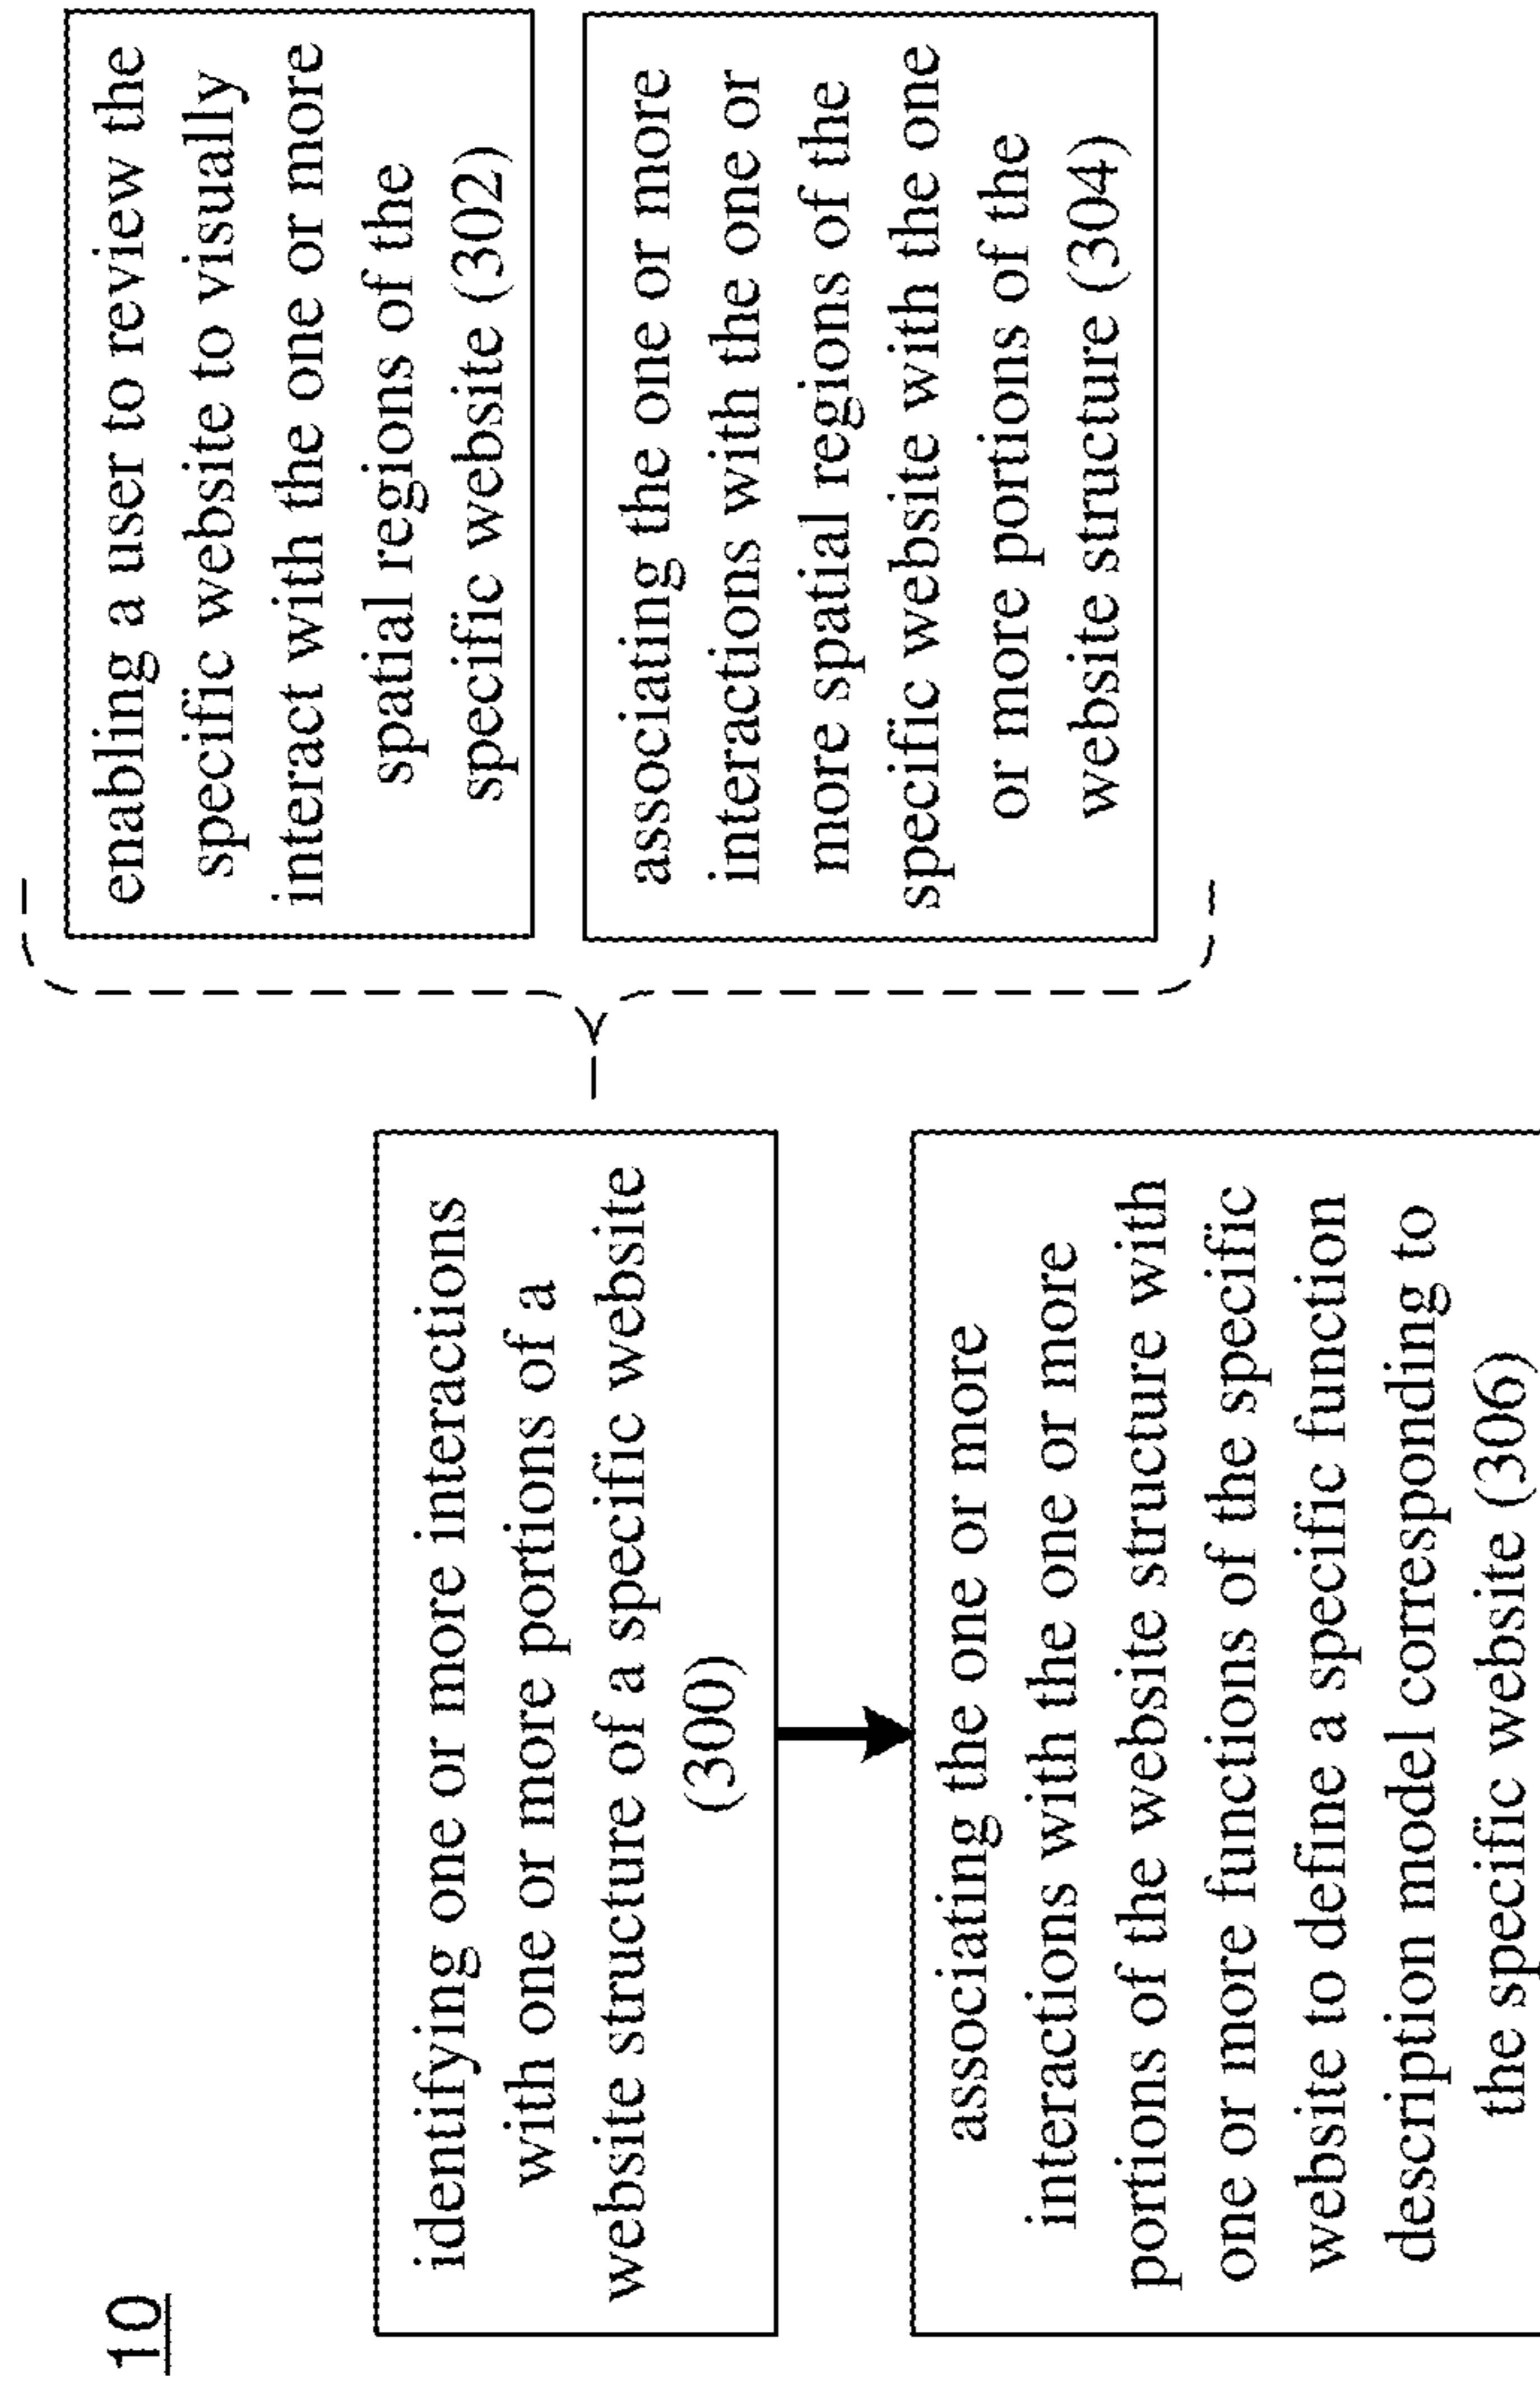 10
identifying one or more interactions
with one or more portions of a
website structure of a specific website
(300)
enabling a user to review the
specific website to visually
interact with the one or more
spatial regions of the
specific website (302)
associating the one or more
interactions with the one or
more spatial regions of the
specific website with the one
or more portions of the
website structure (304)
associating the one or more
interactions with the one or more
portions of the website structure with
one or more functions of the specific
website to define a specific function
description model corresponding to
the specific website (306)